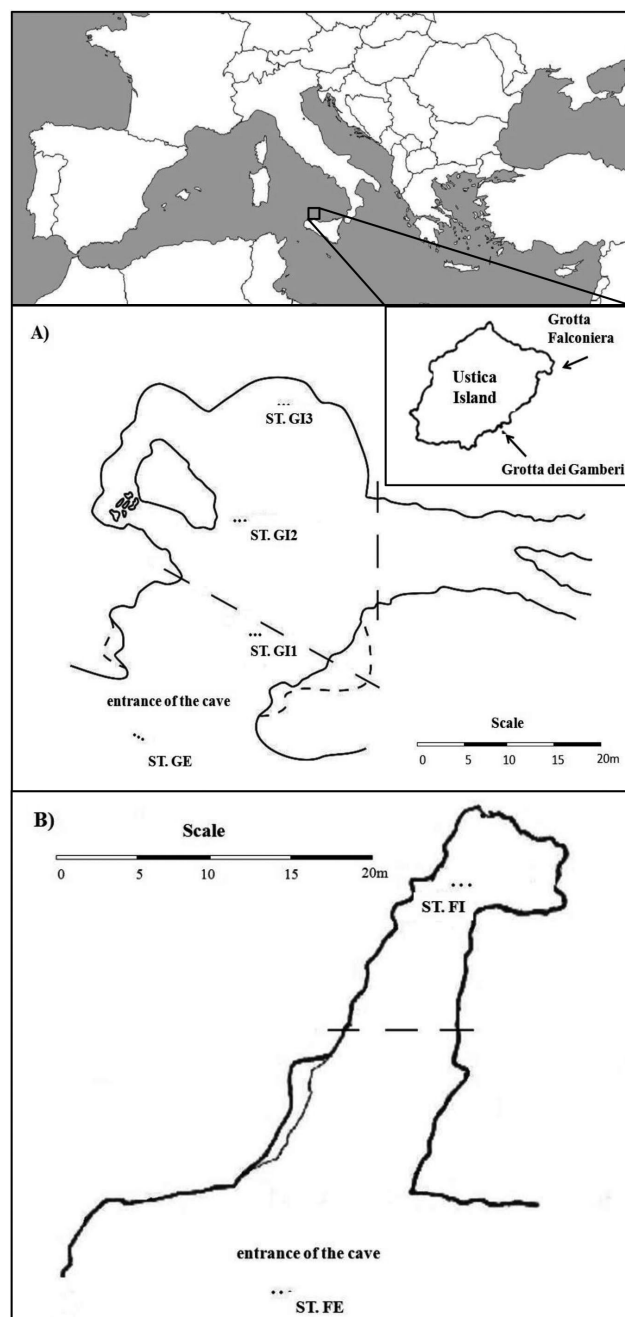 A)
Grotta
Falconiera
Ustica
Island
Grotta dei Gamberi
ST. GI3
ST. GI2
ST. GI1
entrance of the cave
ST. GE
Scale
0 5 10 15 20m
B)
Scale
0 5 10 15 20m
ST. FI
entrance of the cave
ST. FE